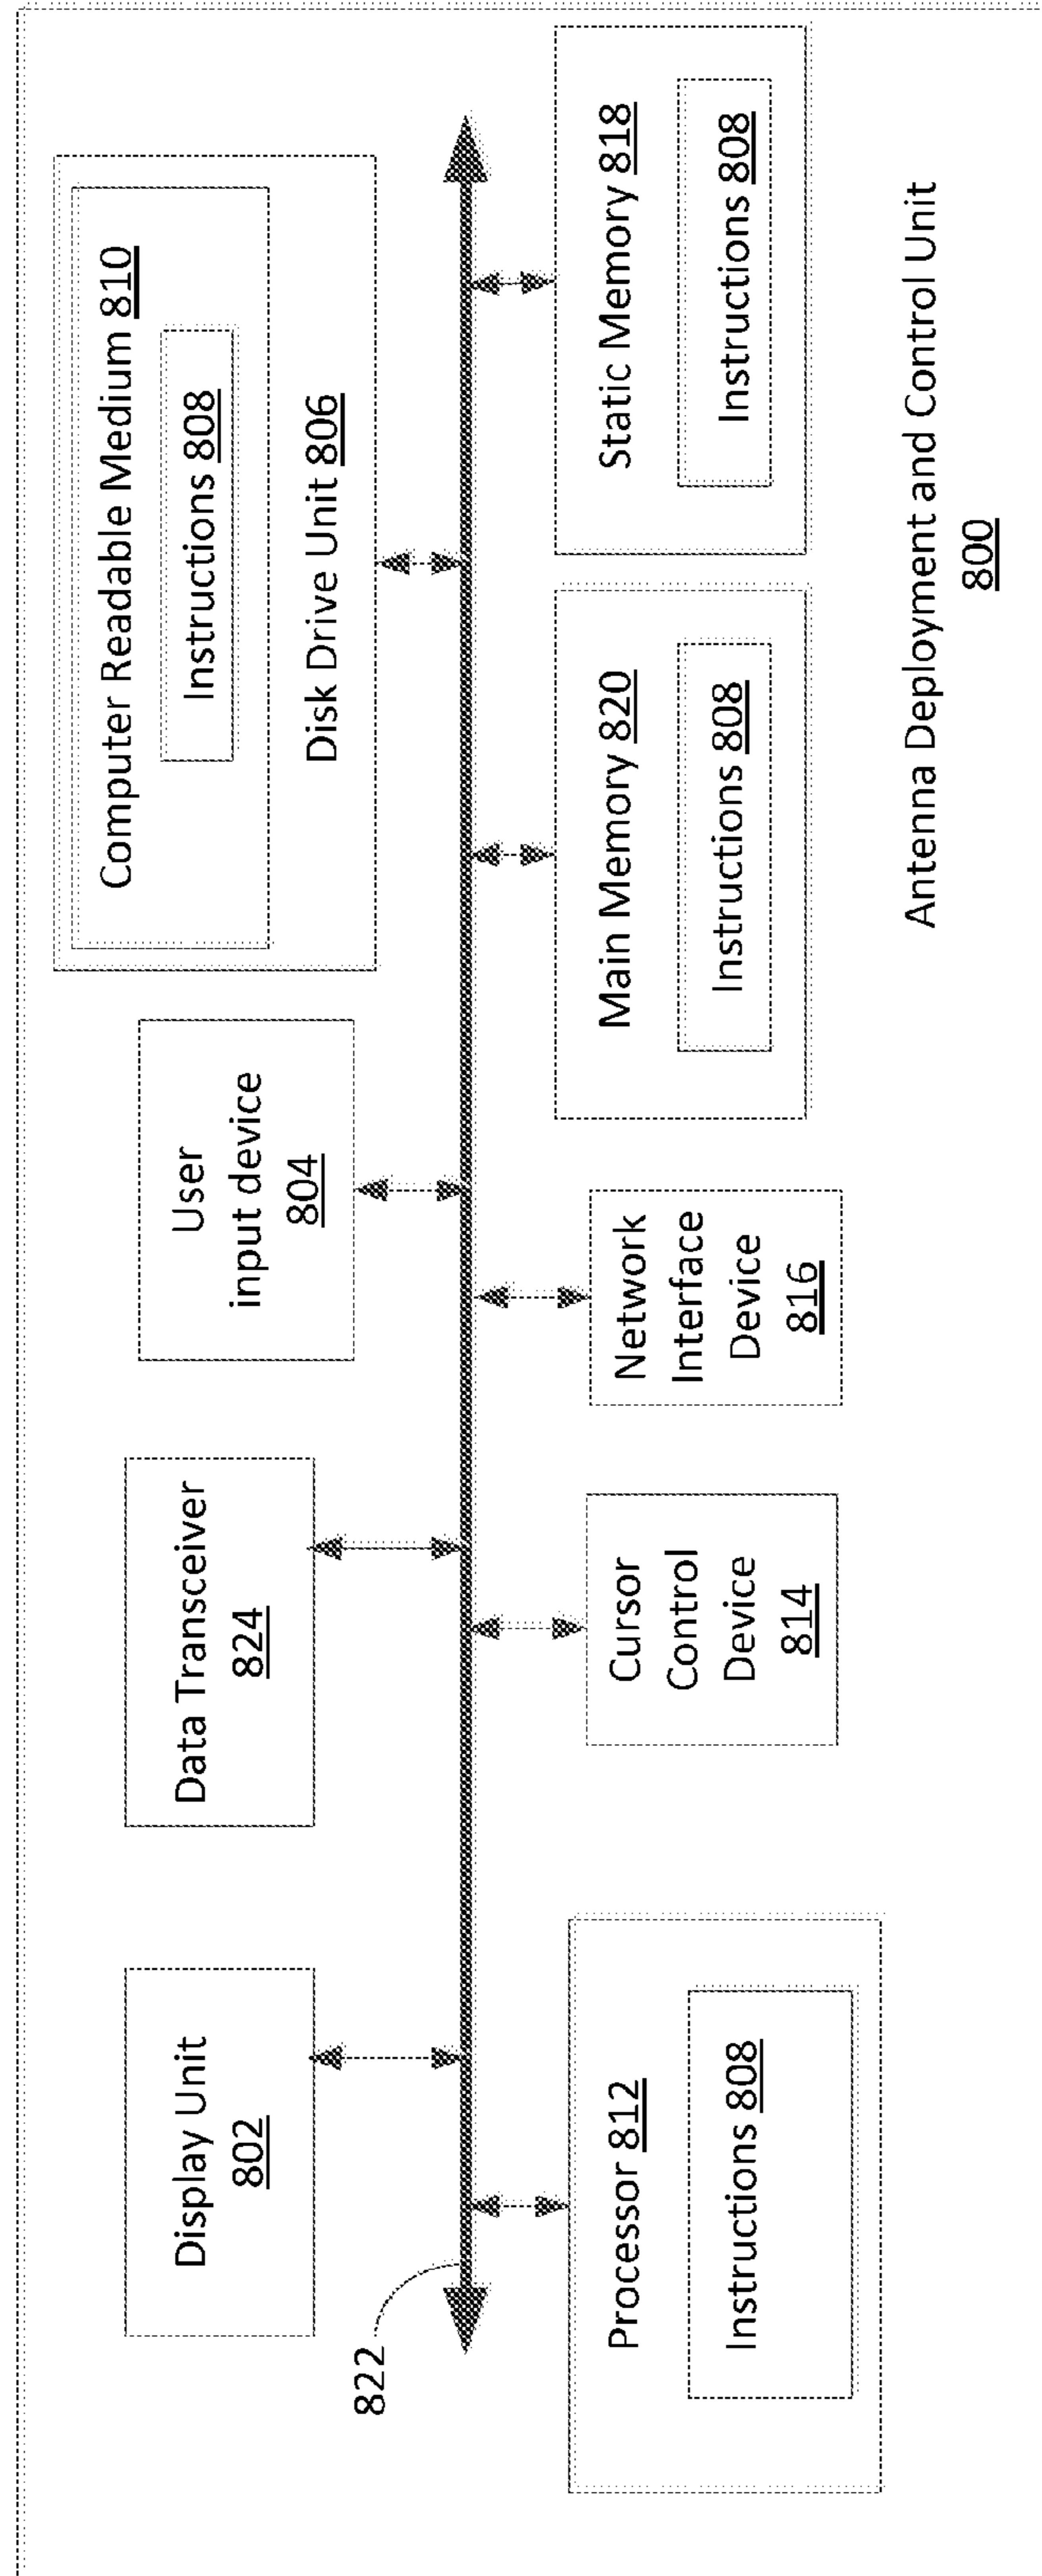 Display Unit
802
Data Transceiver
824
User
input device
804
Computer Readable Medium 810
Instructions 808
Disk Drive Unit 806
822
Processor 812
Instructions 808
Cursor
Control
Device
814
Network
Interface
Device
816
Main Memory 820
Instructions 808
Static Memory 818
Instructions 808
Antenna Deployment and Control Unit
800